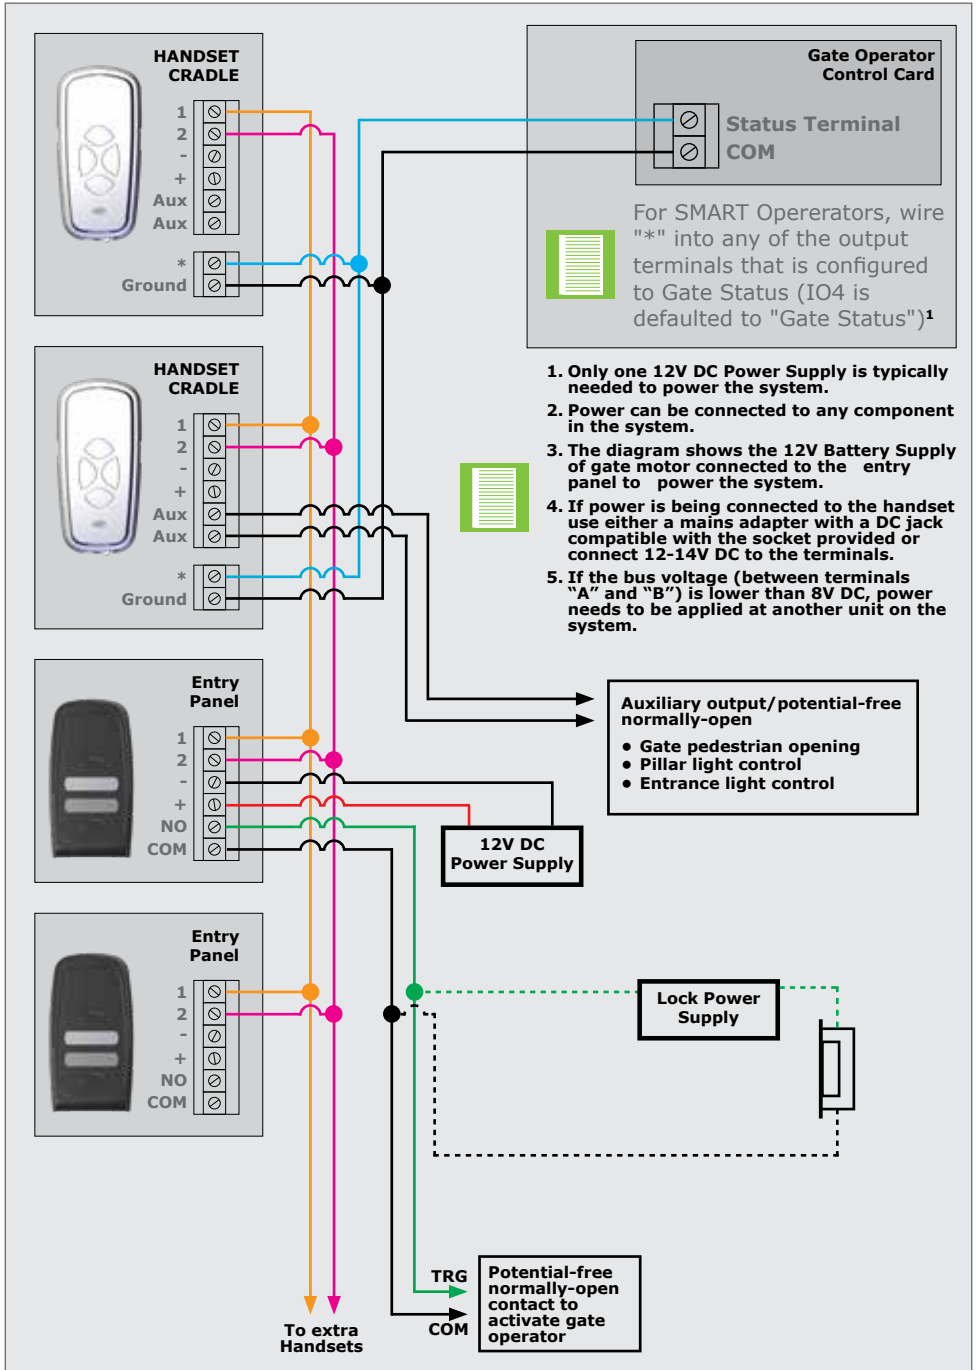 HANDSET
CRADLE
1
2
-
+
Aux
Aux
*
Ground
Gate Operator
Control Card
Status Terminal
COM
For SMART Opererators, wire
"*" into any of the output
terminals that is configured
to Gate Status (IO4 is
defaulted to "Gate Status")1
HANDSET
CRADLE
1
2
-
+
Aux
Aux
*
Ground
1. Only one 12V DC Power Supply is typically
needed to power the system.
2. Power can be connected to any component
in the system.
3. The diagram shows the 12V Battery Supply
of gate motor connected to the entry
panel to power the system.
4. If power is being connected to the handset
use either a mains adapter with a DC jack
compatible with the socket provided or
connect 12-14V DC to the terminals.
5. If the bus voltage (between terminals
“A” and “B”) is lower than 8V DC, power
needs to be applied at another unit on the
system.
Entry
Panel
1
2
-
+
NO
COM
Auxiliary output/potential-free
normally-open
• Gate pedestrian opening
• Pillar light control
• Entrance light control
12V DC
Power Supply
Entry
Panel
1
2
-
+
NO
COM
Lock Power
Supply
To extra
Handsets
TRG
COM
Potential-free
normally-open
contact to
activate gate
operator